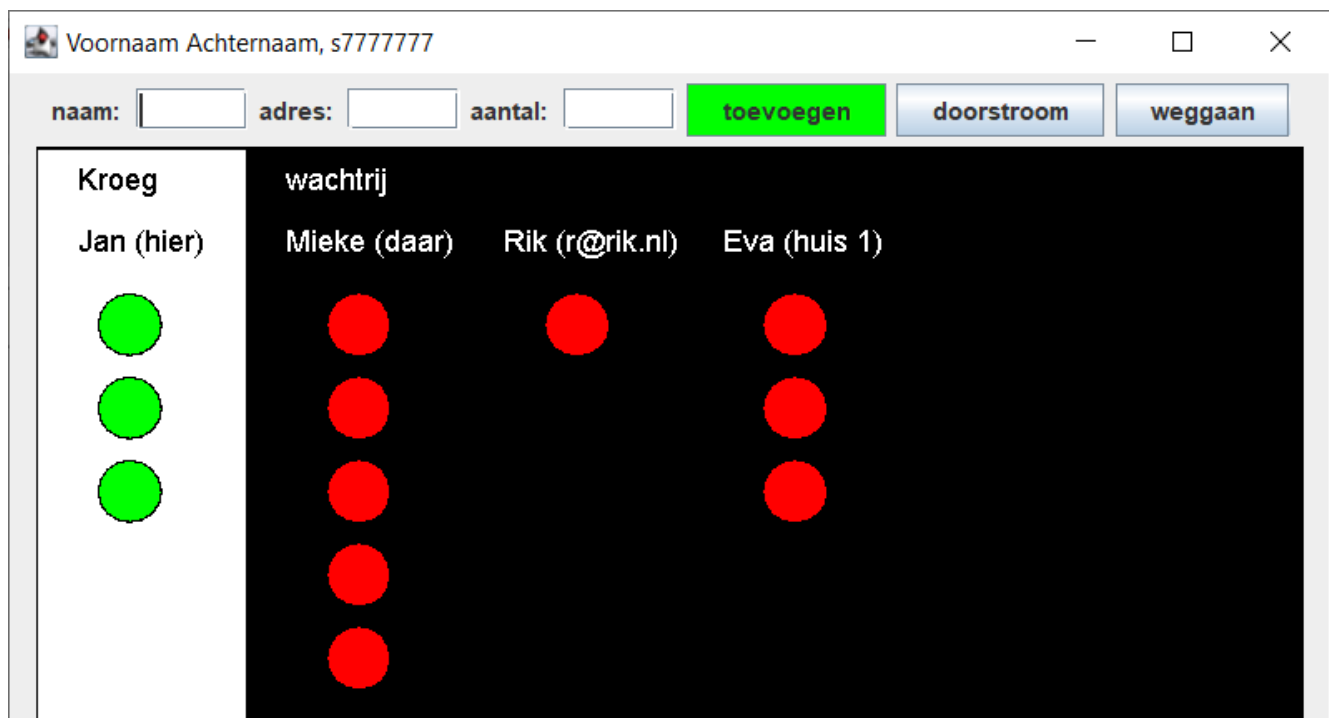 Voornaam Achternaam, s7777777
naam: adres: aantal: toevoegen doorstroom weggaan
Kroeg wachtrij
Jan (hier) Mieke (daar) Rik (r@rik.nl) Eva (huis 1)